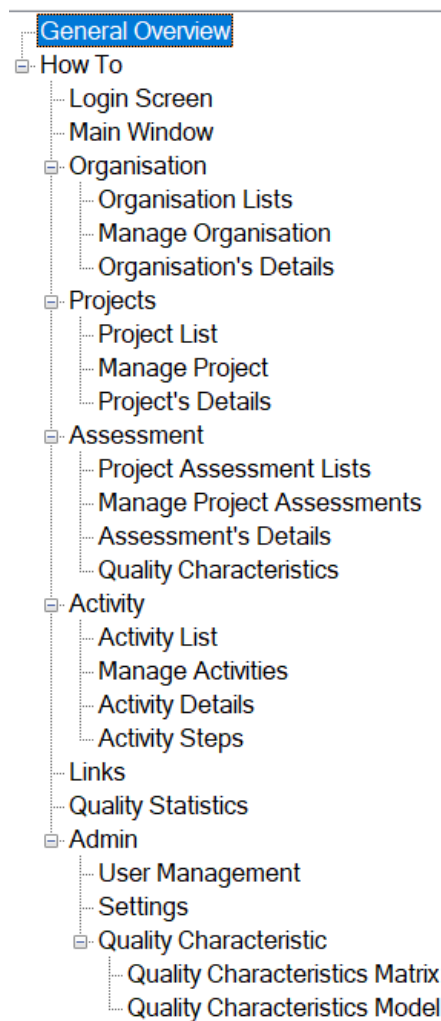 General Overview
How To
Login Screen
Main Window
Organisation
Organisation Lists
Manage Organisation
Organisation's Details
Projects
Project List
Manage Project
Project's Details
Assessment
Project Assessment Lists
Manage Project Assessments
Assessment's Details
Quality Characteristics
Activity
Activity List
Manage Activities
Activity Details
Activity Steps
Links
Quality Statistics
Admin
User Management
Settings
Quality Characteristic
Quality Characteristics Matrix
Quality Characteristics Model